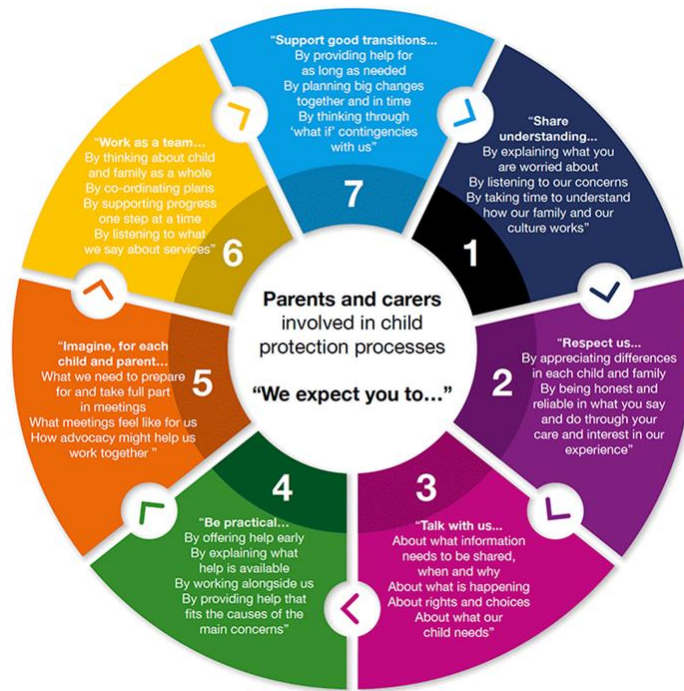 Parents and carers
involved in child
protection processes
“We expect you to…”
1
“Share
understanding...
By explaining what you
are worried about
By listening to our concerns
By taking time to understand
how our family and our
culture works”
2
“Respect us...
By appreciating differences
in each child and family
By being honest and
reliable in what you say
and do through your
care and interest in our
experience”
3
“Talk with us...
About what information
needs to be shared,
when and why
About what is happening
About rights and choices
About what our
child needs”
4
“Be practical...
By offering help early
By explaining what
help is available
By working alongside us
By providing help that
fits the causes of the
main concerns”
5
“Imagine, for each
child and parent...
What we need to prepare
for and take full part
in meetings
What meetings feel like for us
How advocacy might help us
work together ”
6
“Work as a team...
By thinking about child
and family as a whole
By co-ordinating plans
By supporting progress
one step at a time
By listening to what
we say about services”
7
“Support good transitions...
By providing help for
as long as needed
By planning big changes
together and in time
By thinking through
‘what if’ contingencies
with us”